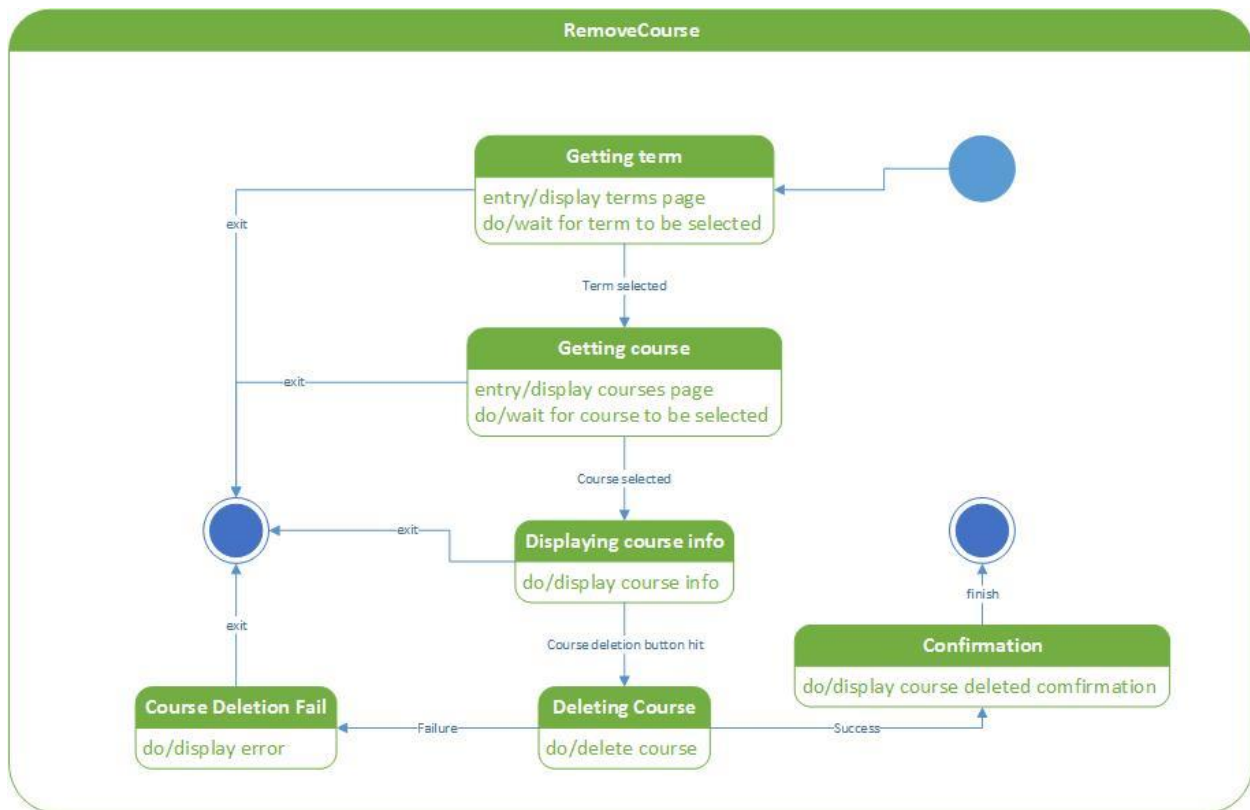 RemoveCourse
Getting term
entry/display terms page
do/wait for term to be selected
exit
Term selected
Getting course
exit
entry/display courses page
do/wait for course to be selected
Course selected
exit
Displaying course info
do/display course info
finish
exit
Course deletion button hit
Confirmation
do/display course deleted comfirmation
Course Deletion Fail
do/display error
Failure
Deleting Course
do/delete course
Success